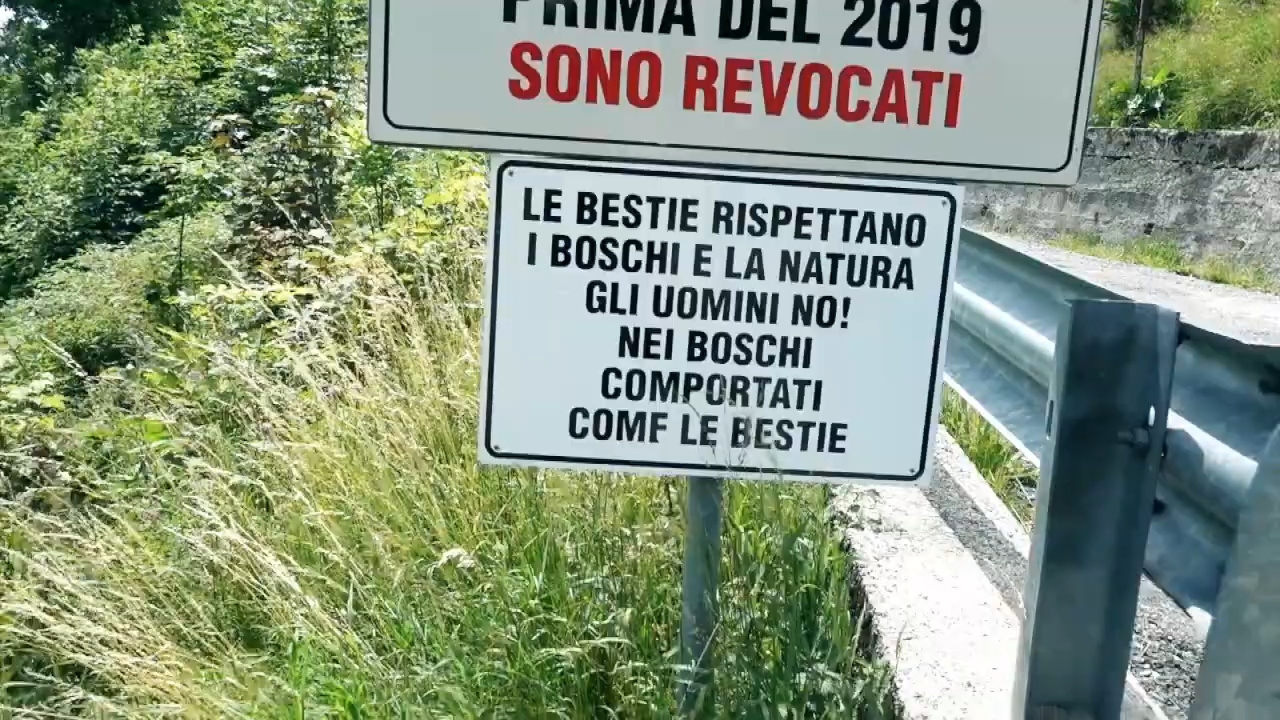 PRIMA DEL 2019
SONO REVOCATI
LE BESTIE RISPETTANO
I BOSCHI E LA NATURA
GLI UOMINI NO!
NEI BOSCHI
COMPORTATI
COME LE BESTIE